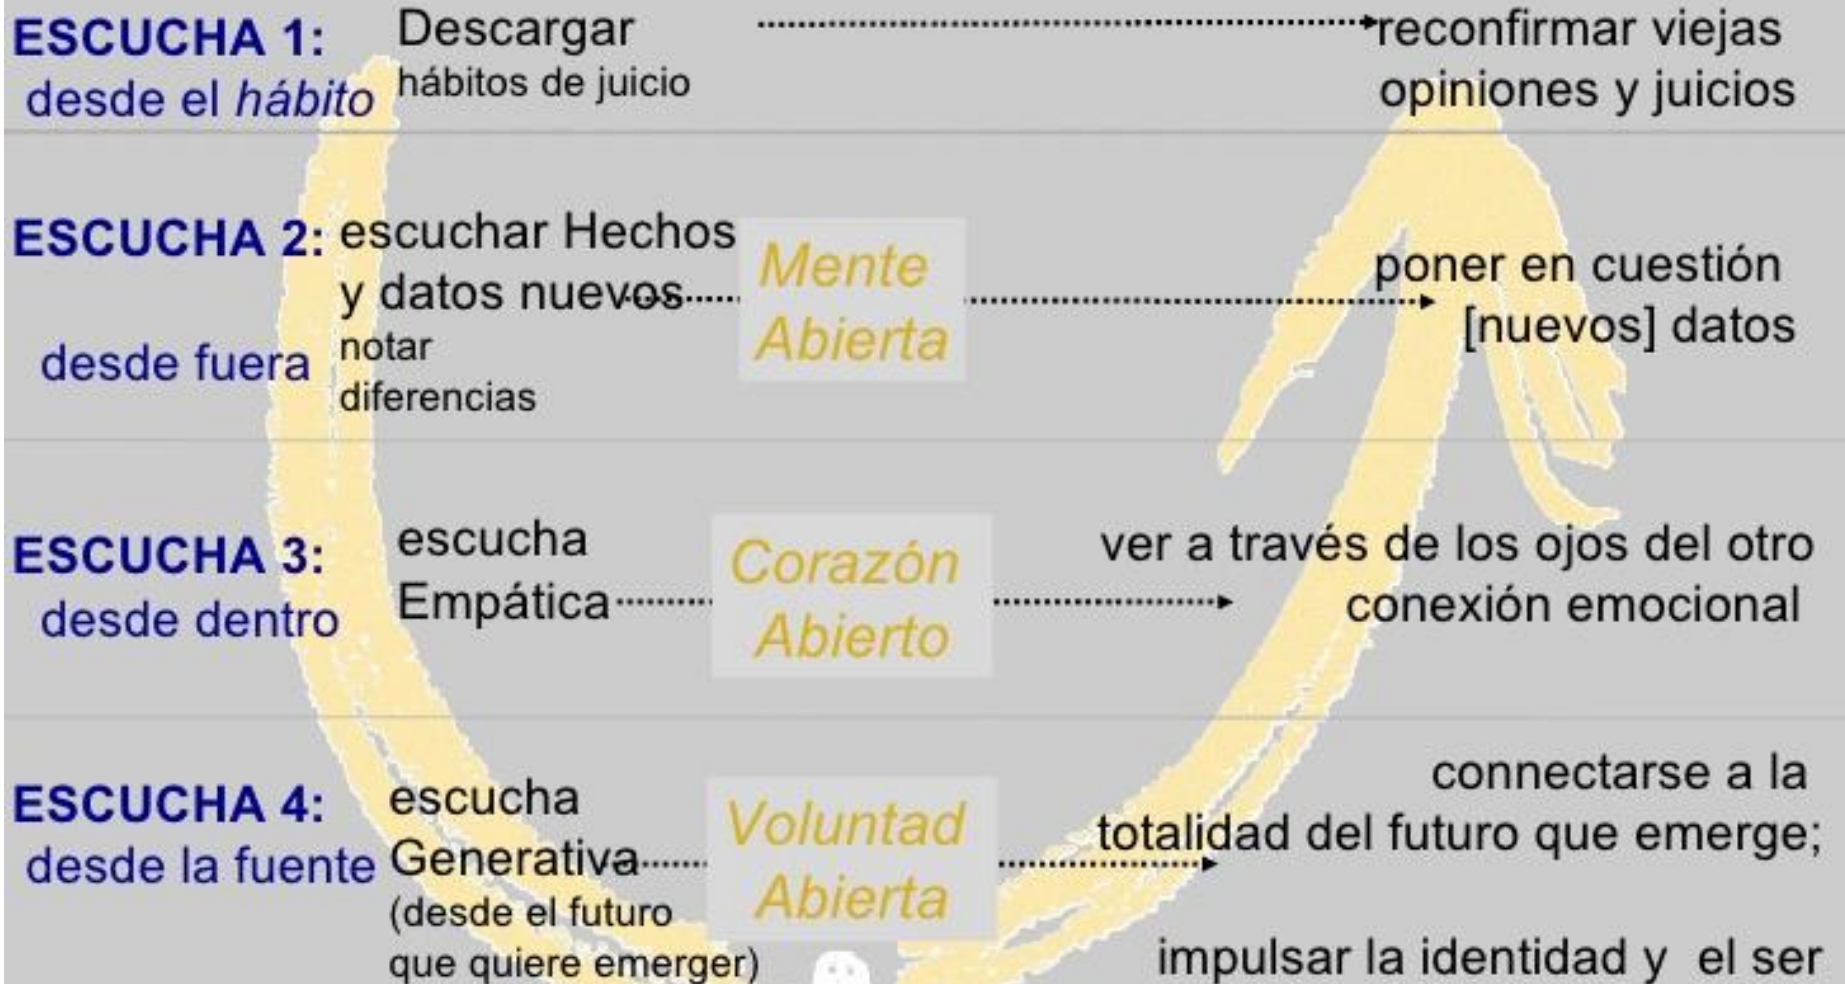 ESCUCHA 1:
desde el hábito
Descargar
hábitos de juicio
reconfirmar viejas
opiniones y juicios
ESCUCHA 2:
desde fuera
escuchar Hechos
y datos nuevos
notar
diferencias
Mente
Abierta
poner en cuestión
[nuevos] datos
ESCUCHA 3:
desde dentro
escucha
Empática
Corazón
Abierto
ver a través de los ojos del otro
conexión emocional
ESCUCHA 4:
desde la fuente
escucha
Generativa
(desde el futuro
que quiere emerger)
Voluntad
Abierta
connectarse a la
totalidad del futuro que emerge;
impulsar la identidad y el ser